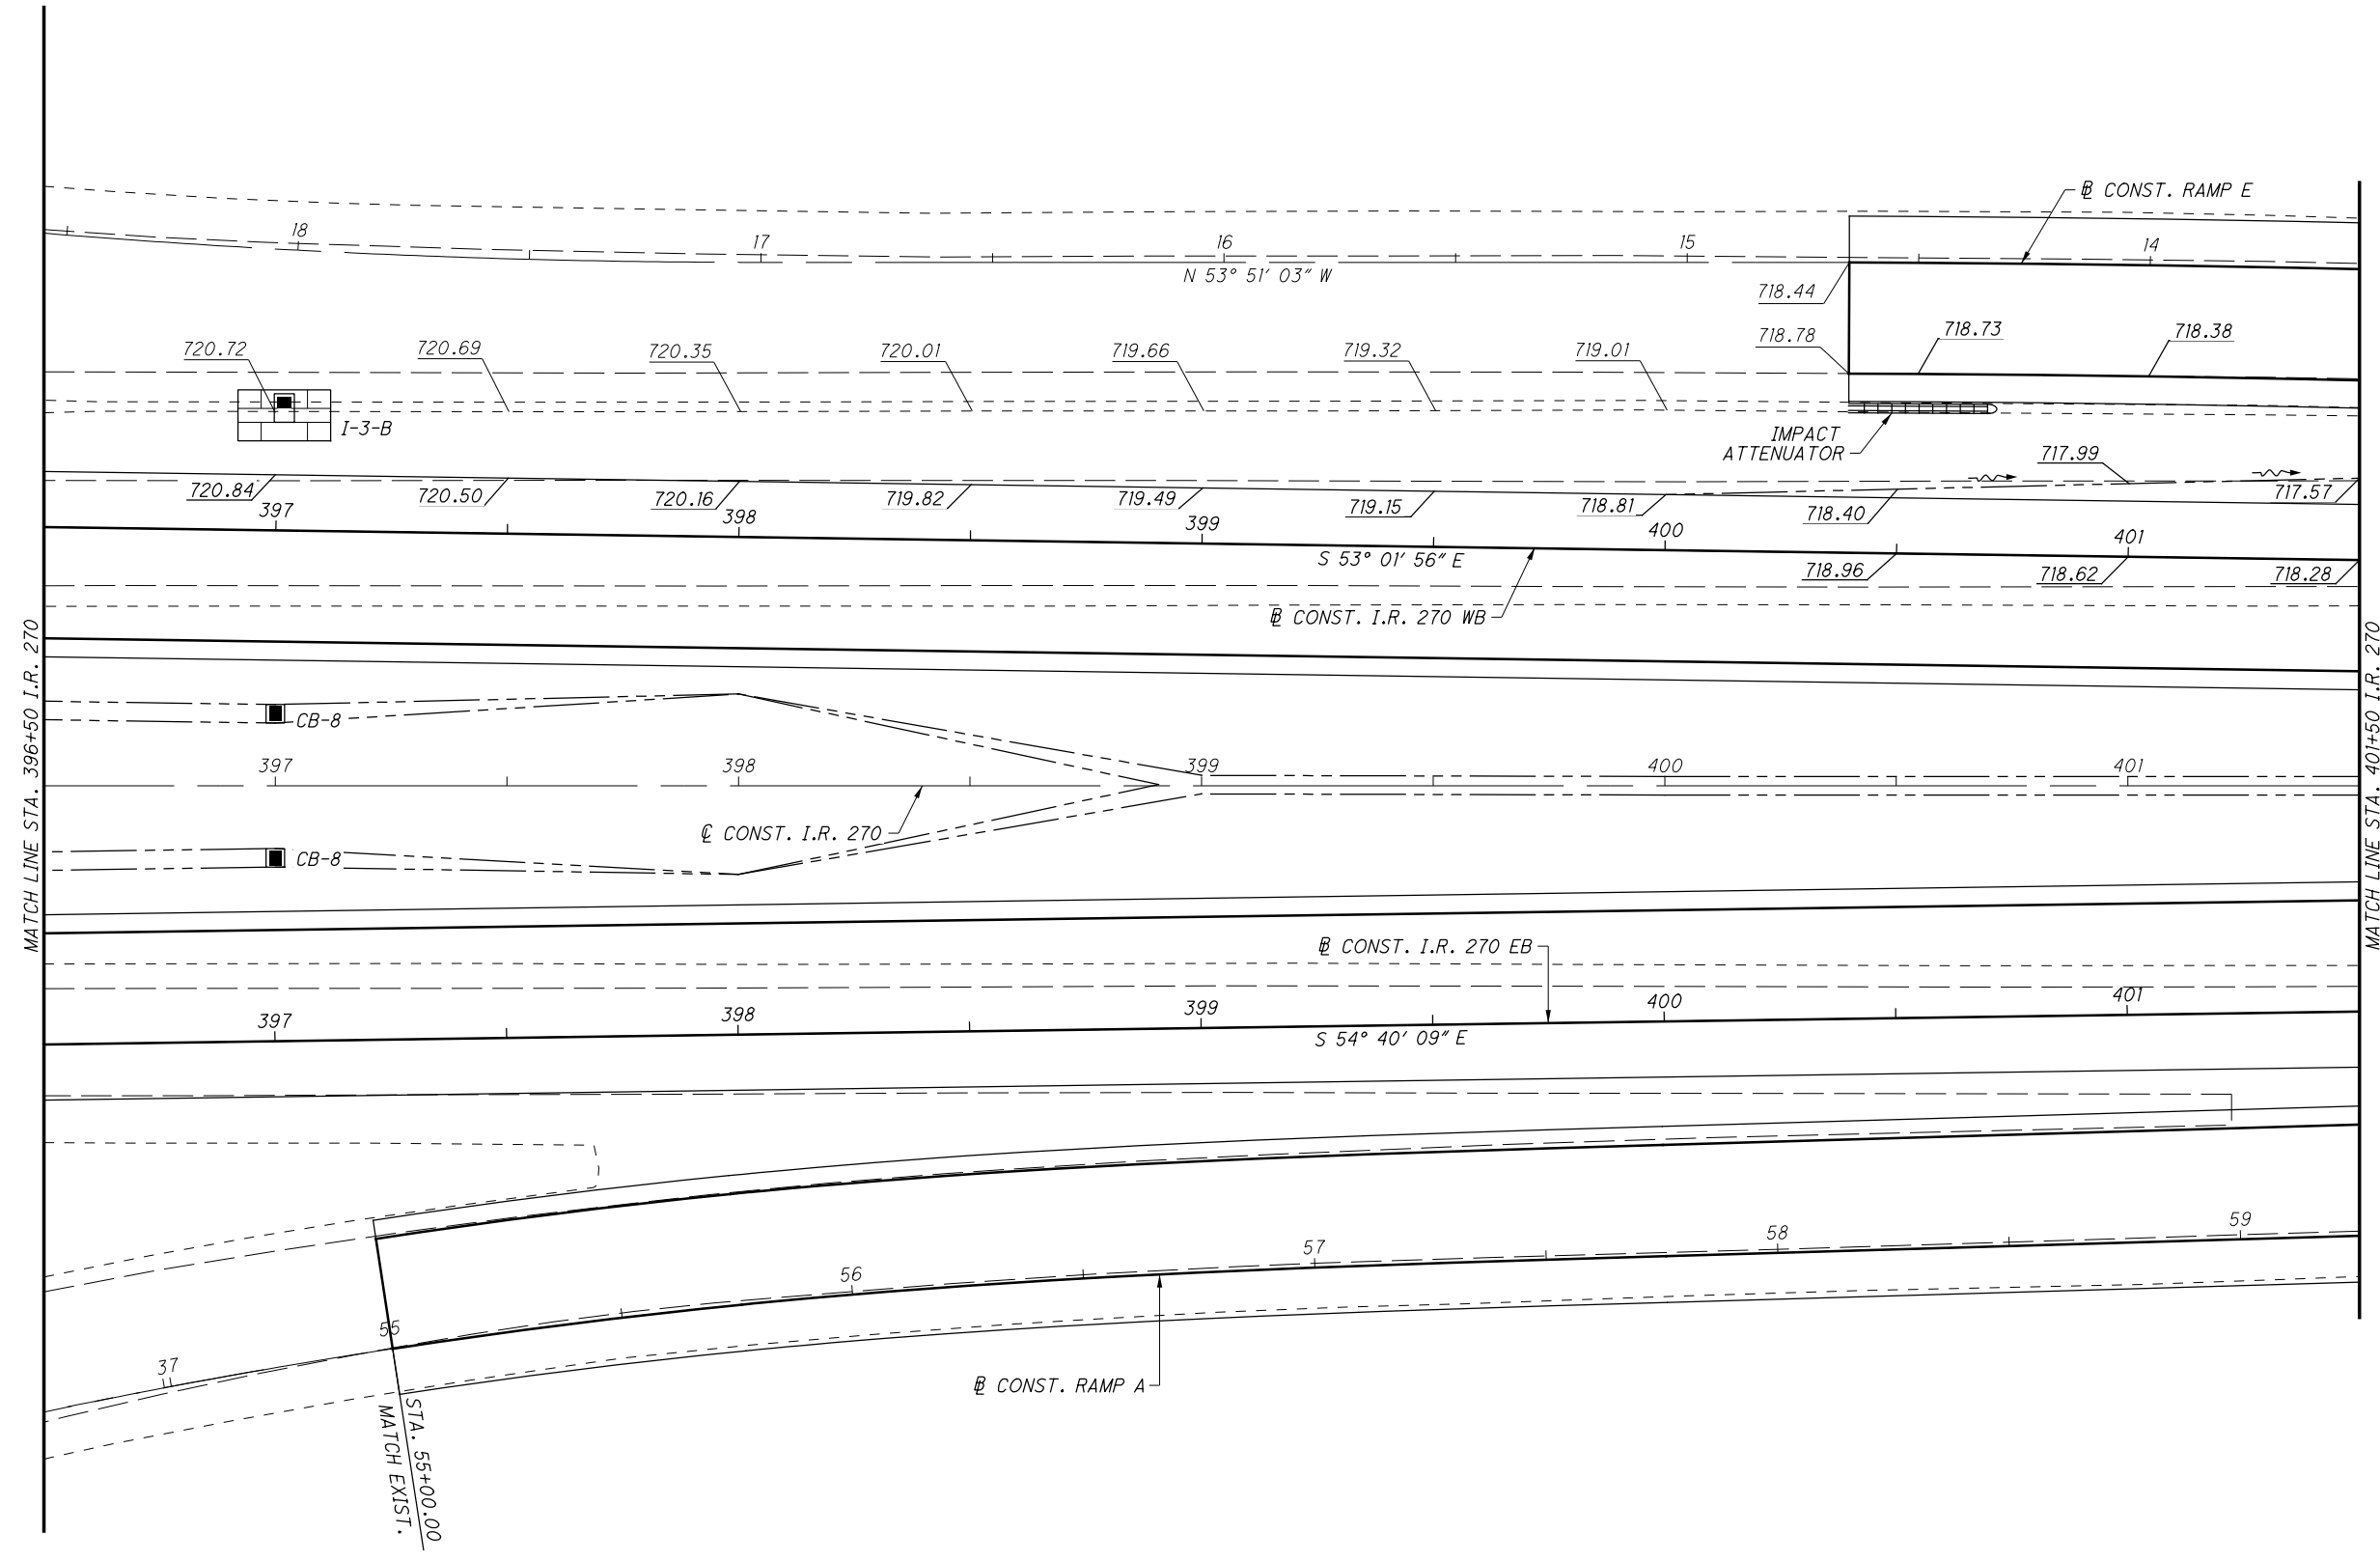 ℄ CONST. RAMP E
18
17
16
15
14
N 53° 51' 03" W
718.44
720.72
720.69
720.35
720.01
719.66
719.32
719.01
718.78
718.73
718.38
I-3-B
IMPACT
ATTENUATOR
717.99
720.84
720.50
720.16
719.82
719.49
719.15
718.81
718.40
717.57
397
398
399
400
401
S 53° 01' 56" E
718.96
718.62
718.28
BL CONST. I.R. 270 WB
MATCH LINE STA. 396+50 I.R. 270
MATCH LINE STA. 401+50 I.R. 270
CB-8
397
398
399
400
401
℄ CONST. I.R. 270
CB-8
BL CONST. I.R. 270 EB
397
398
399
400
401
S 54° 40' 09" E
37
55
56
57
58
59
BL CONST. RAMP A
STA. 55+00.00
MATCH EXIST.